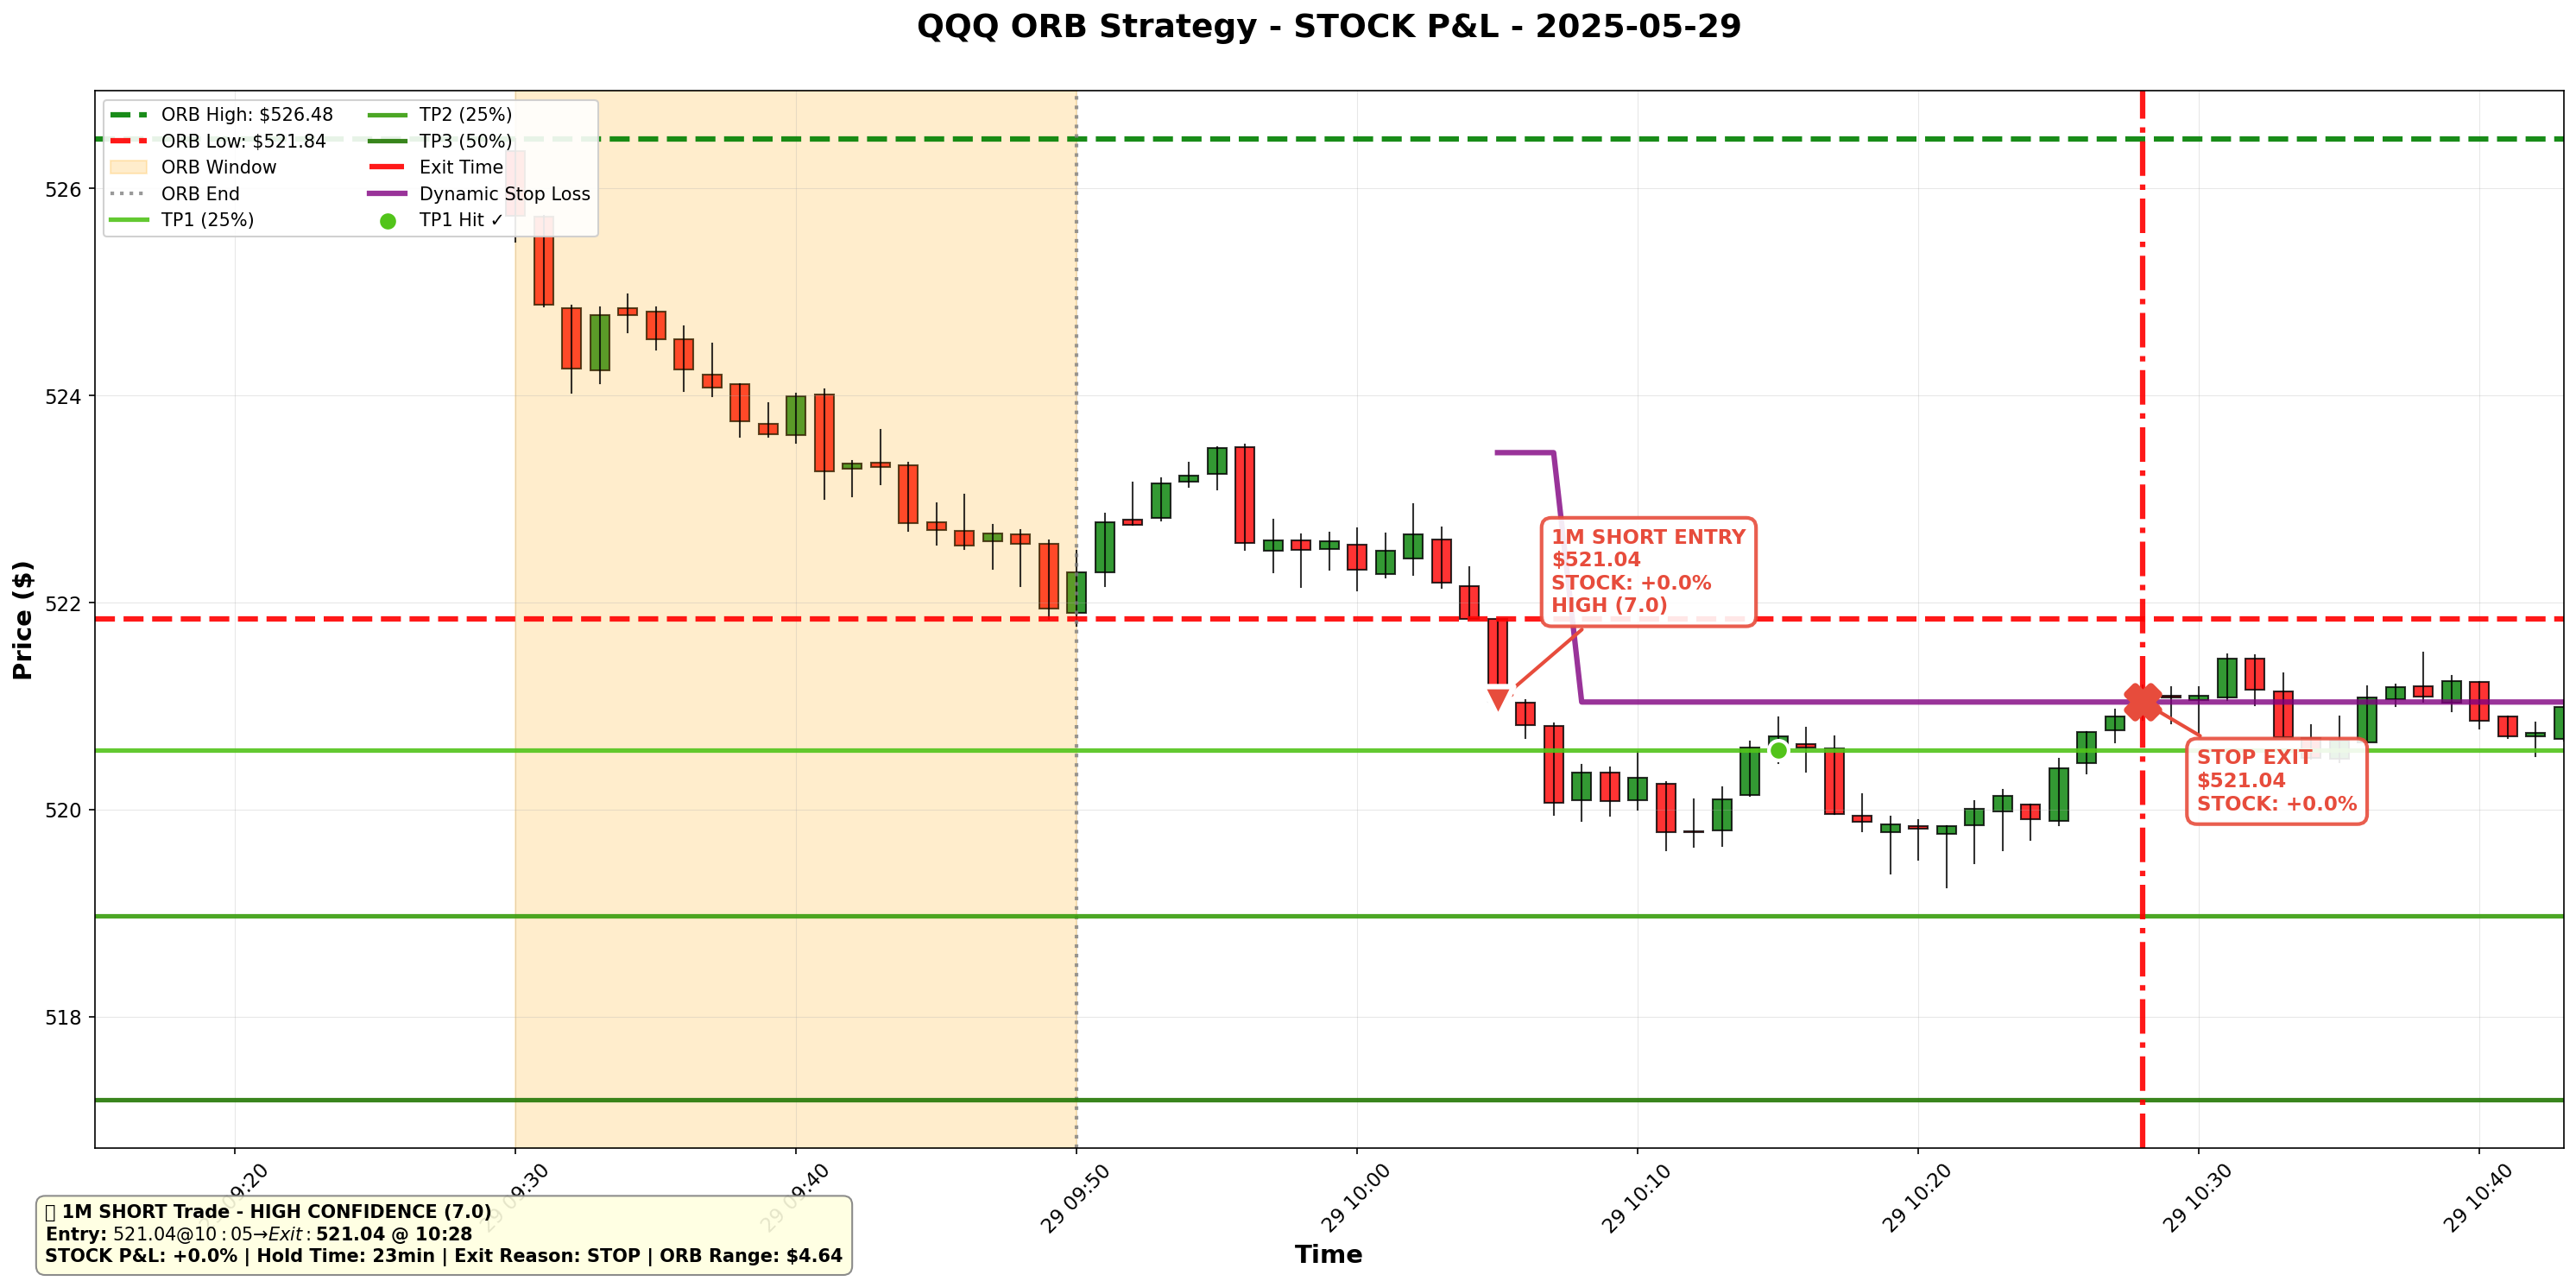 QQQ ORB Strategy - STOCK P&L - 2025-05-29
ORB High: $526.48
ORB Low: $521.84
ORB Window
ORB End
TP1 (25%)
TP2 (25%)
TP3 (50%)
Exit Time
Dynamic Stop Loss
TP1 Hit ✓
Price ($)
526
524
522
520
518
1M SHORT ENTRY
$521.04
STOCK: +0.0%
HIGH (7.0)
STOP EXIT
$521.04
STOCK: +0.0%
29 09:20
29 09:30
29 09:40
29 09:50
29 10:00
29 10:10
29 10:20
29 10:30
29 10:40
Time
1M SHORT Trade - HIGH CONFIDENCE (7.0)
Entry: 521.04@10:05→Exit:521.04 @ 10:28
STOCK P&L: +0.0% | Hold Time: 23min | Exit Reason: STOP | ORB Range: $4.64